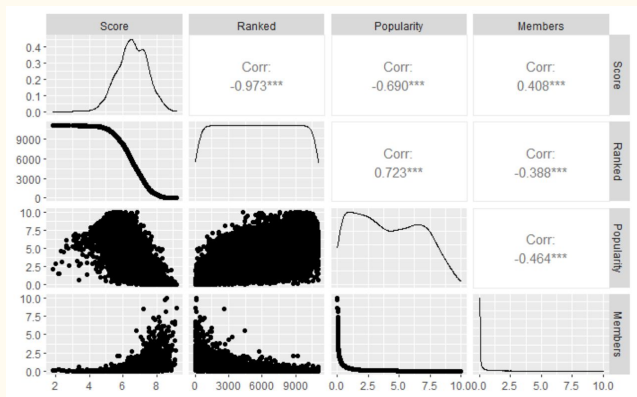 Score
Ranked
Popularity
Members
0.4
0.3
0.2
0.1
0.0
Corr:
-0.973***
Corr:
-0.690***
Corr:
0.408***
Score
9000
6000
3000
0
Corr:
0.723***
Corr:
-0.388***
Ranked
10.0
7.5
5.0
2.5
0.0
Corr:
-0.464***
Popularity
10.0
7.5
5.0
2.5
0.0
Members
2 4 6 8
0 3000 6000 9000
0.0 2.5 5.0 7.5 10.0
0.0 2.5 5.0 7.5 10.0